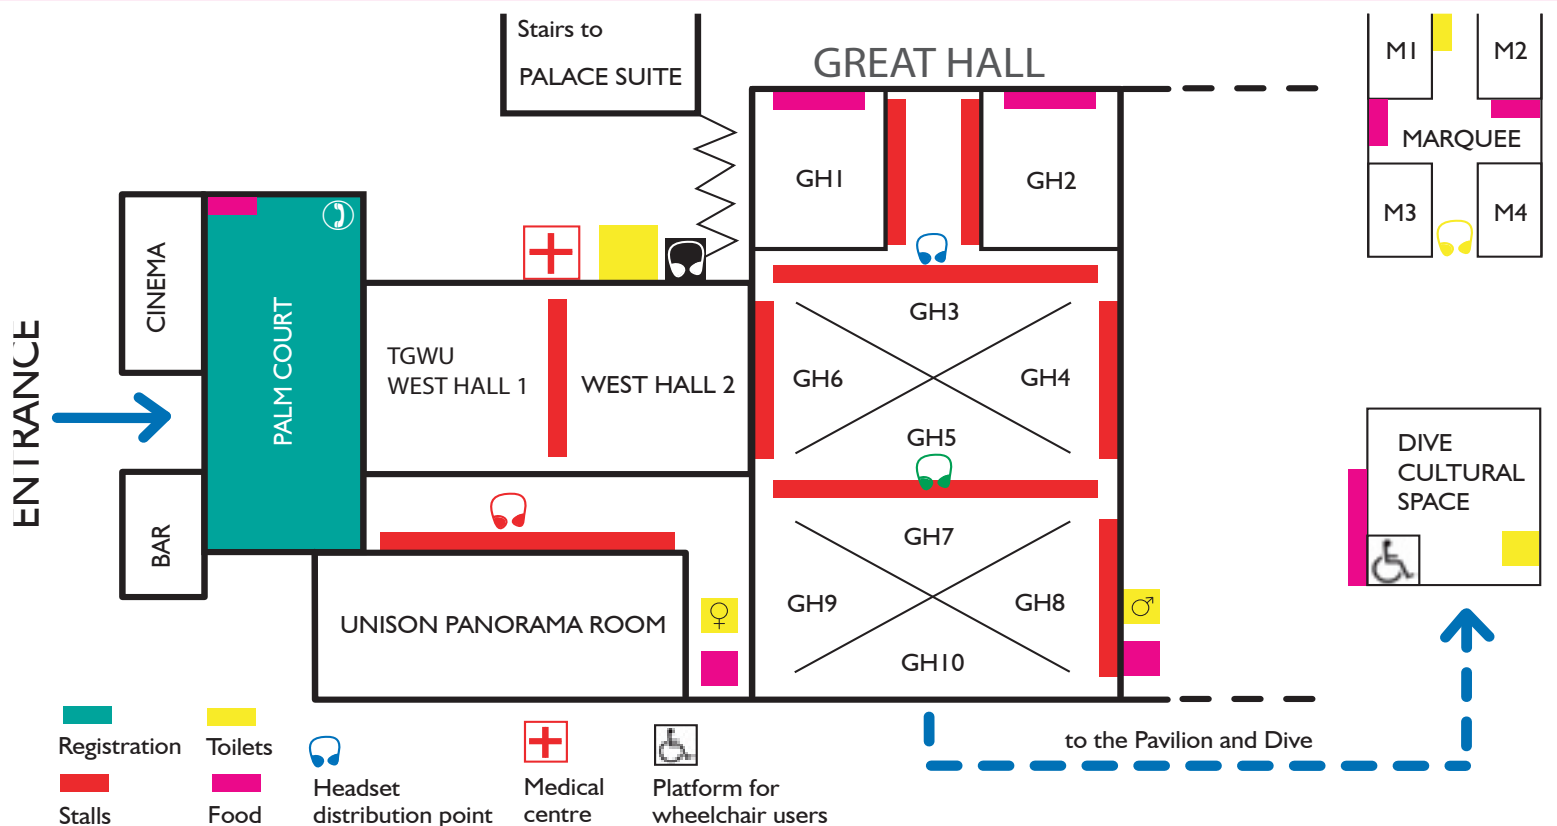 Stairs to
PALACE SUITE
GREAT HALL
M1
M2
MARQUEE
M3
M4
GH1
GH2
CINEMA
PALM COURT
ENTRANCE
BAR
TGWU
WEST HALL 1
WEST HALL 2
GH3
GH6
GH4
GH5
GH7
GH9
GH8
GH10
DIVE
CULTURAL
SPACE
UNISON PANORAMA ROOM
to the Pavilion and Dive
Registration
Toilets
Stalls
Food
Headset
distribution point
Medical
centre
Platform for
wheelchair users